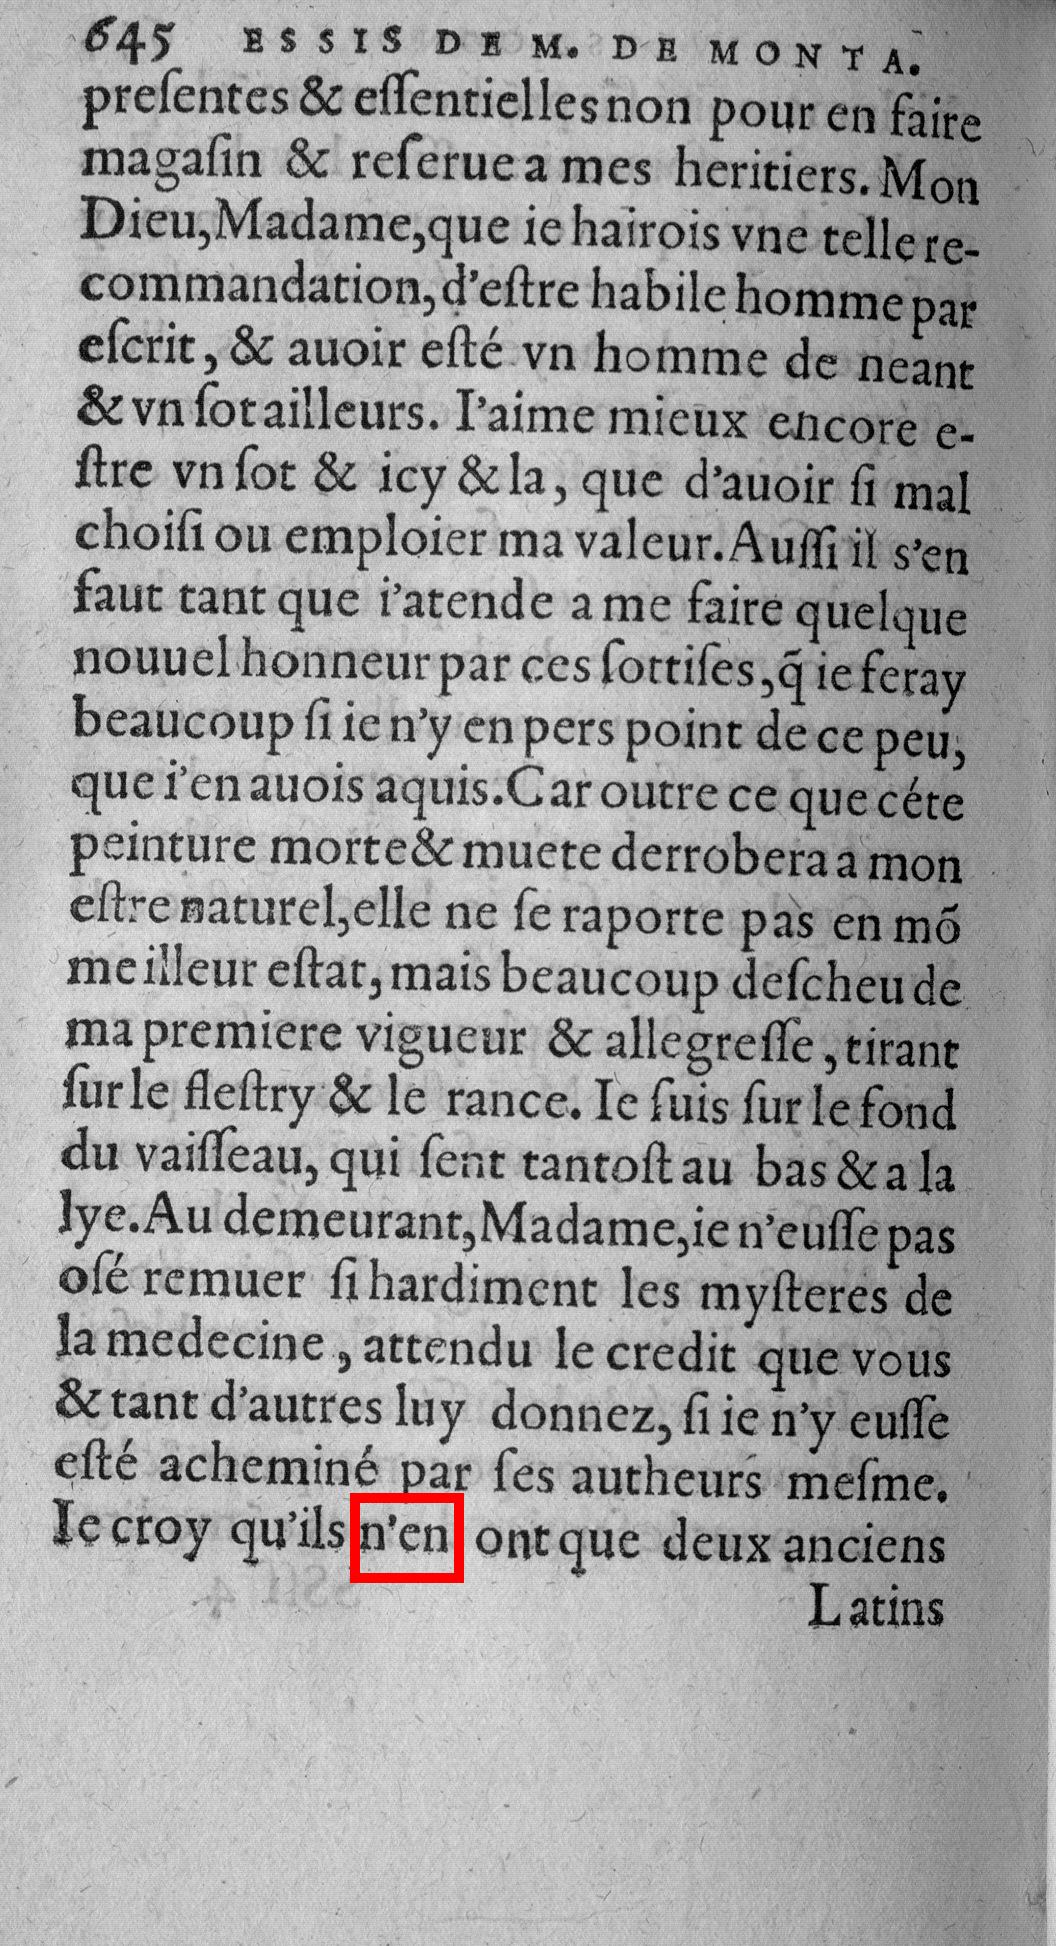 645 ESSIS DE M. DE MONTA.
preſentes & eſſentielles non pour en faire
magaſin & reſerue a mes heritiers. Mon
Dieu, Madame, que ie hairois vne telle re-
commandation, d'eſtre habile homme par
eſcrit, & auoir eſté vn homme de neant
& vn ſot ailleurs. I'aime mieux encore e-
ſtre vn ſot & icy & la, que d'auoir ſi mal
choiſi ou emploier ma valeur. Auſſi il s'en
faut tant que i'atende a me faire quelque
nouuel honneur par ces ſottiſes, q̃ ie feray
beaucoup ſi ie n'y en pers point de ce peu,
que i'en auois aquis. Car outre ce que céte
peinture morte & muete derrobera a mon
eſtre naturel, elle ne ſe raporte pas en mõ
meilleur eſtat, mais beaucoup deſcheu de
ma premiere vigueur & allegreſſe, tirant
ſur le fleſtry & le rance. Ie ſuis ſur le fond
du vaiſſeau, qui ſent tantoſt au bas & a la
lye. Au demeurant, Madame, ie n'euſſe pas
oſé remuer ſi hardiment les myſteres de
la medecine, attendu le credit que vous
& tant d'autres luy donnez, ſi ie n'y euſſe
eſté acheminé par ſes autheurs meſme.
Ie croy qu'ils n'en ont que deux anciens
Latins